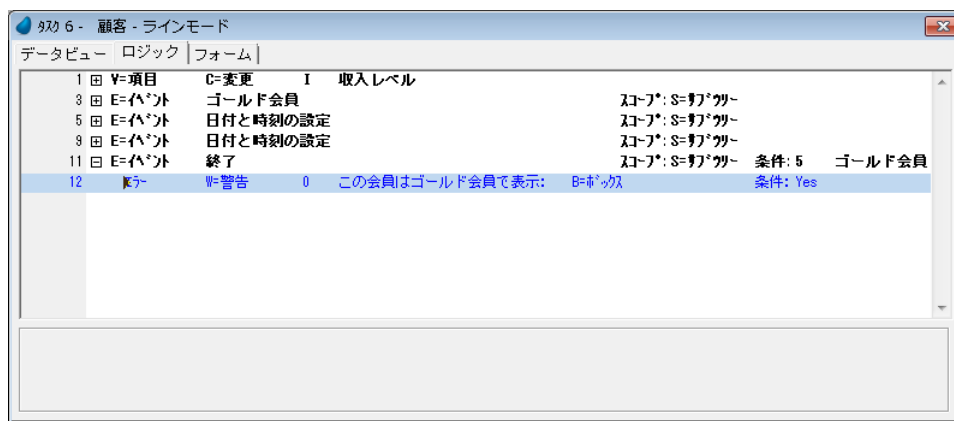 ﾀｽｸ 6 - 顧客 - ラインモード
データビュー ロジック フォーム
1 V=項目 C=変更 I 収入レベル
3 E=ｲﾍﾞﾝﾄ ゴールド会員 ｽｺｰﾌﾟ: S=ｻﾌﾞﾂﾘｰ
5 E=ｲﾍﾞﾝﾄ 日付と時刻の設定 ｽｺｰﾌﾟ: S=ｻﾌﾞﾂﾘｰ
9 E=ｲﾍﾞﾝﾄ 日付と時刻の設定 ｽｺｰﾌﾟ: S=ｻﾌﾞﾂﾘｰ
11 E=ｲﾍﾞﾝﾄ 終了 ｽｺｰﾌﾟ: S=ｻﾌﾞﾂﾘｰ 条件: 5 ゴールド会員
12 ｴﾗｰ W=警告 0 この会員はゴールド会員で表示: B=ﾎﾞｯｸｽ 条件: Yes